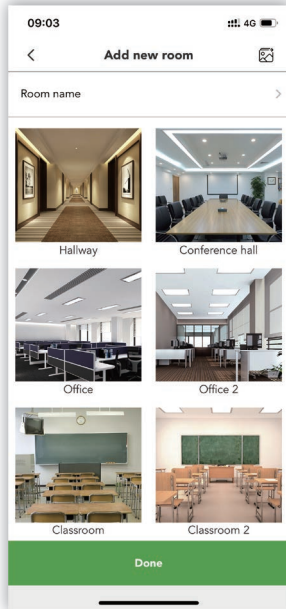 09:03
4G
Add new room
Room name
Hallway
Conference hall
Office
Office 2
Classroom
Classroom 2
Done